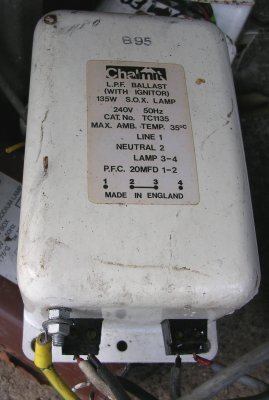 B95
Chalmit
L.P.F. BALLAST
(WITH IGNITOR)
135W S.O.X. LAMP
240V 50Hz
CAT. No. TC1135
MAX. AMB. TEMP. 35°C
LINE 1
NEUTRAL 2
LAMP 3-4
P.F.C. 20MFD 1-2
1 2 3 4
MADE IN ENGLAND